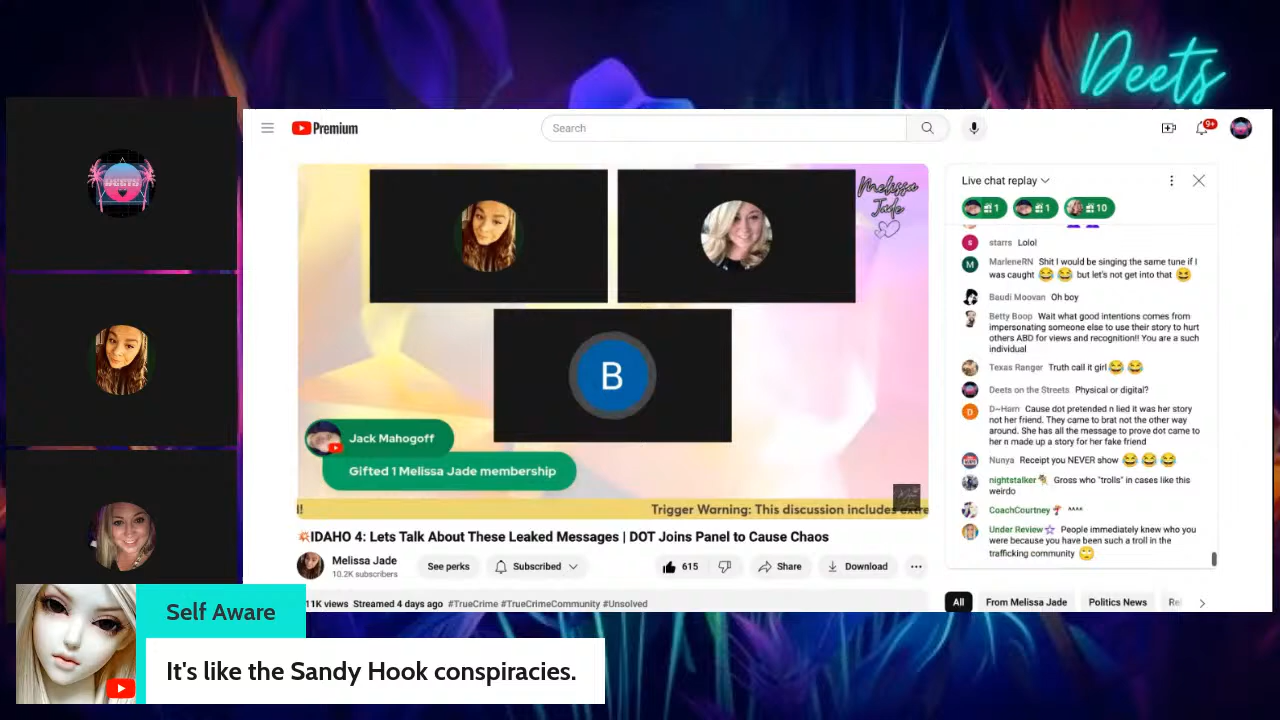 Deets
DEETS
Premium
Search
9+
Melissa
Jade
B
Jack Mahogoff
Gifted 1 Melissa Jade membership
Trigger Warning: This discussion includes extre
💥IDAHO 4: Lets Talk About These Leaked Messages | DOT Joins Panel to Cause Chaos
Melissa Jade
10.2K subscribers
See perks
Subscribed
615
Share
Download
11K views Streamed 4 days ago #TrueCrime #TrueCrimeCommunity #Unsolved
Live chat replay
1
1
10
starrs Lolol
MarleneRN Shit I would be singing the same tune if I
was caught 😂 😂 but let's not get into that 😆
Baudi Moovan Oh boy
Betty Boop Wait what good intentions comes from
impersonating someone else to use their story to hurt
others ABD for views and recognition!! You are a such
individual
Texas Ranger Truth call it girl 😂 😂
Deets on the Streets Physical or digital?
D~Harn Cause dot pretended n lied it was her story
not her friend. They came to brat not the other way
around. She has all the message to prove dot came to
her n made up a story for her fake friend
Nunya Receipt you NEVER show 😂 😂 😂
nightstalker Gross who "trolls" in cases like this
weirdo
CoachCourtney ^^^^
Under Review People immediately knew who you
were because you have been such a troll in the
trafficking community 🙄
All
From Melissa Jade
Politics News
Re
Self Aware
It's like the Sandy Hook conspiracies.